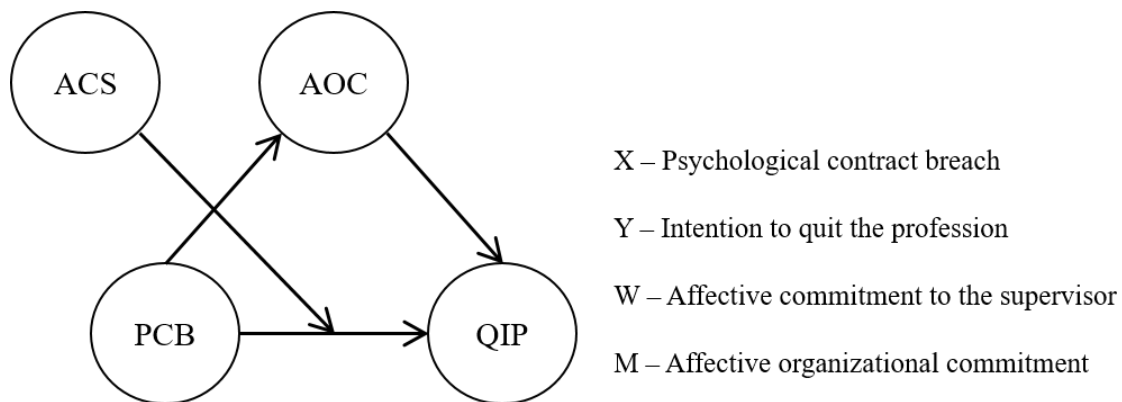 ACS
AOC
PCB
QIP
X – Psychological contract breach
Y – Intention to quit the profession
W – Affective commitment to the supervisor
M – Affective organizational commitment